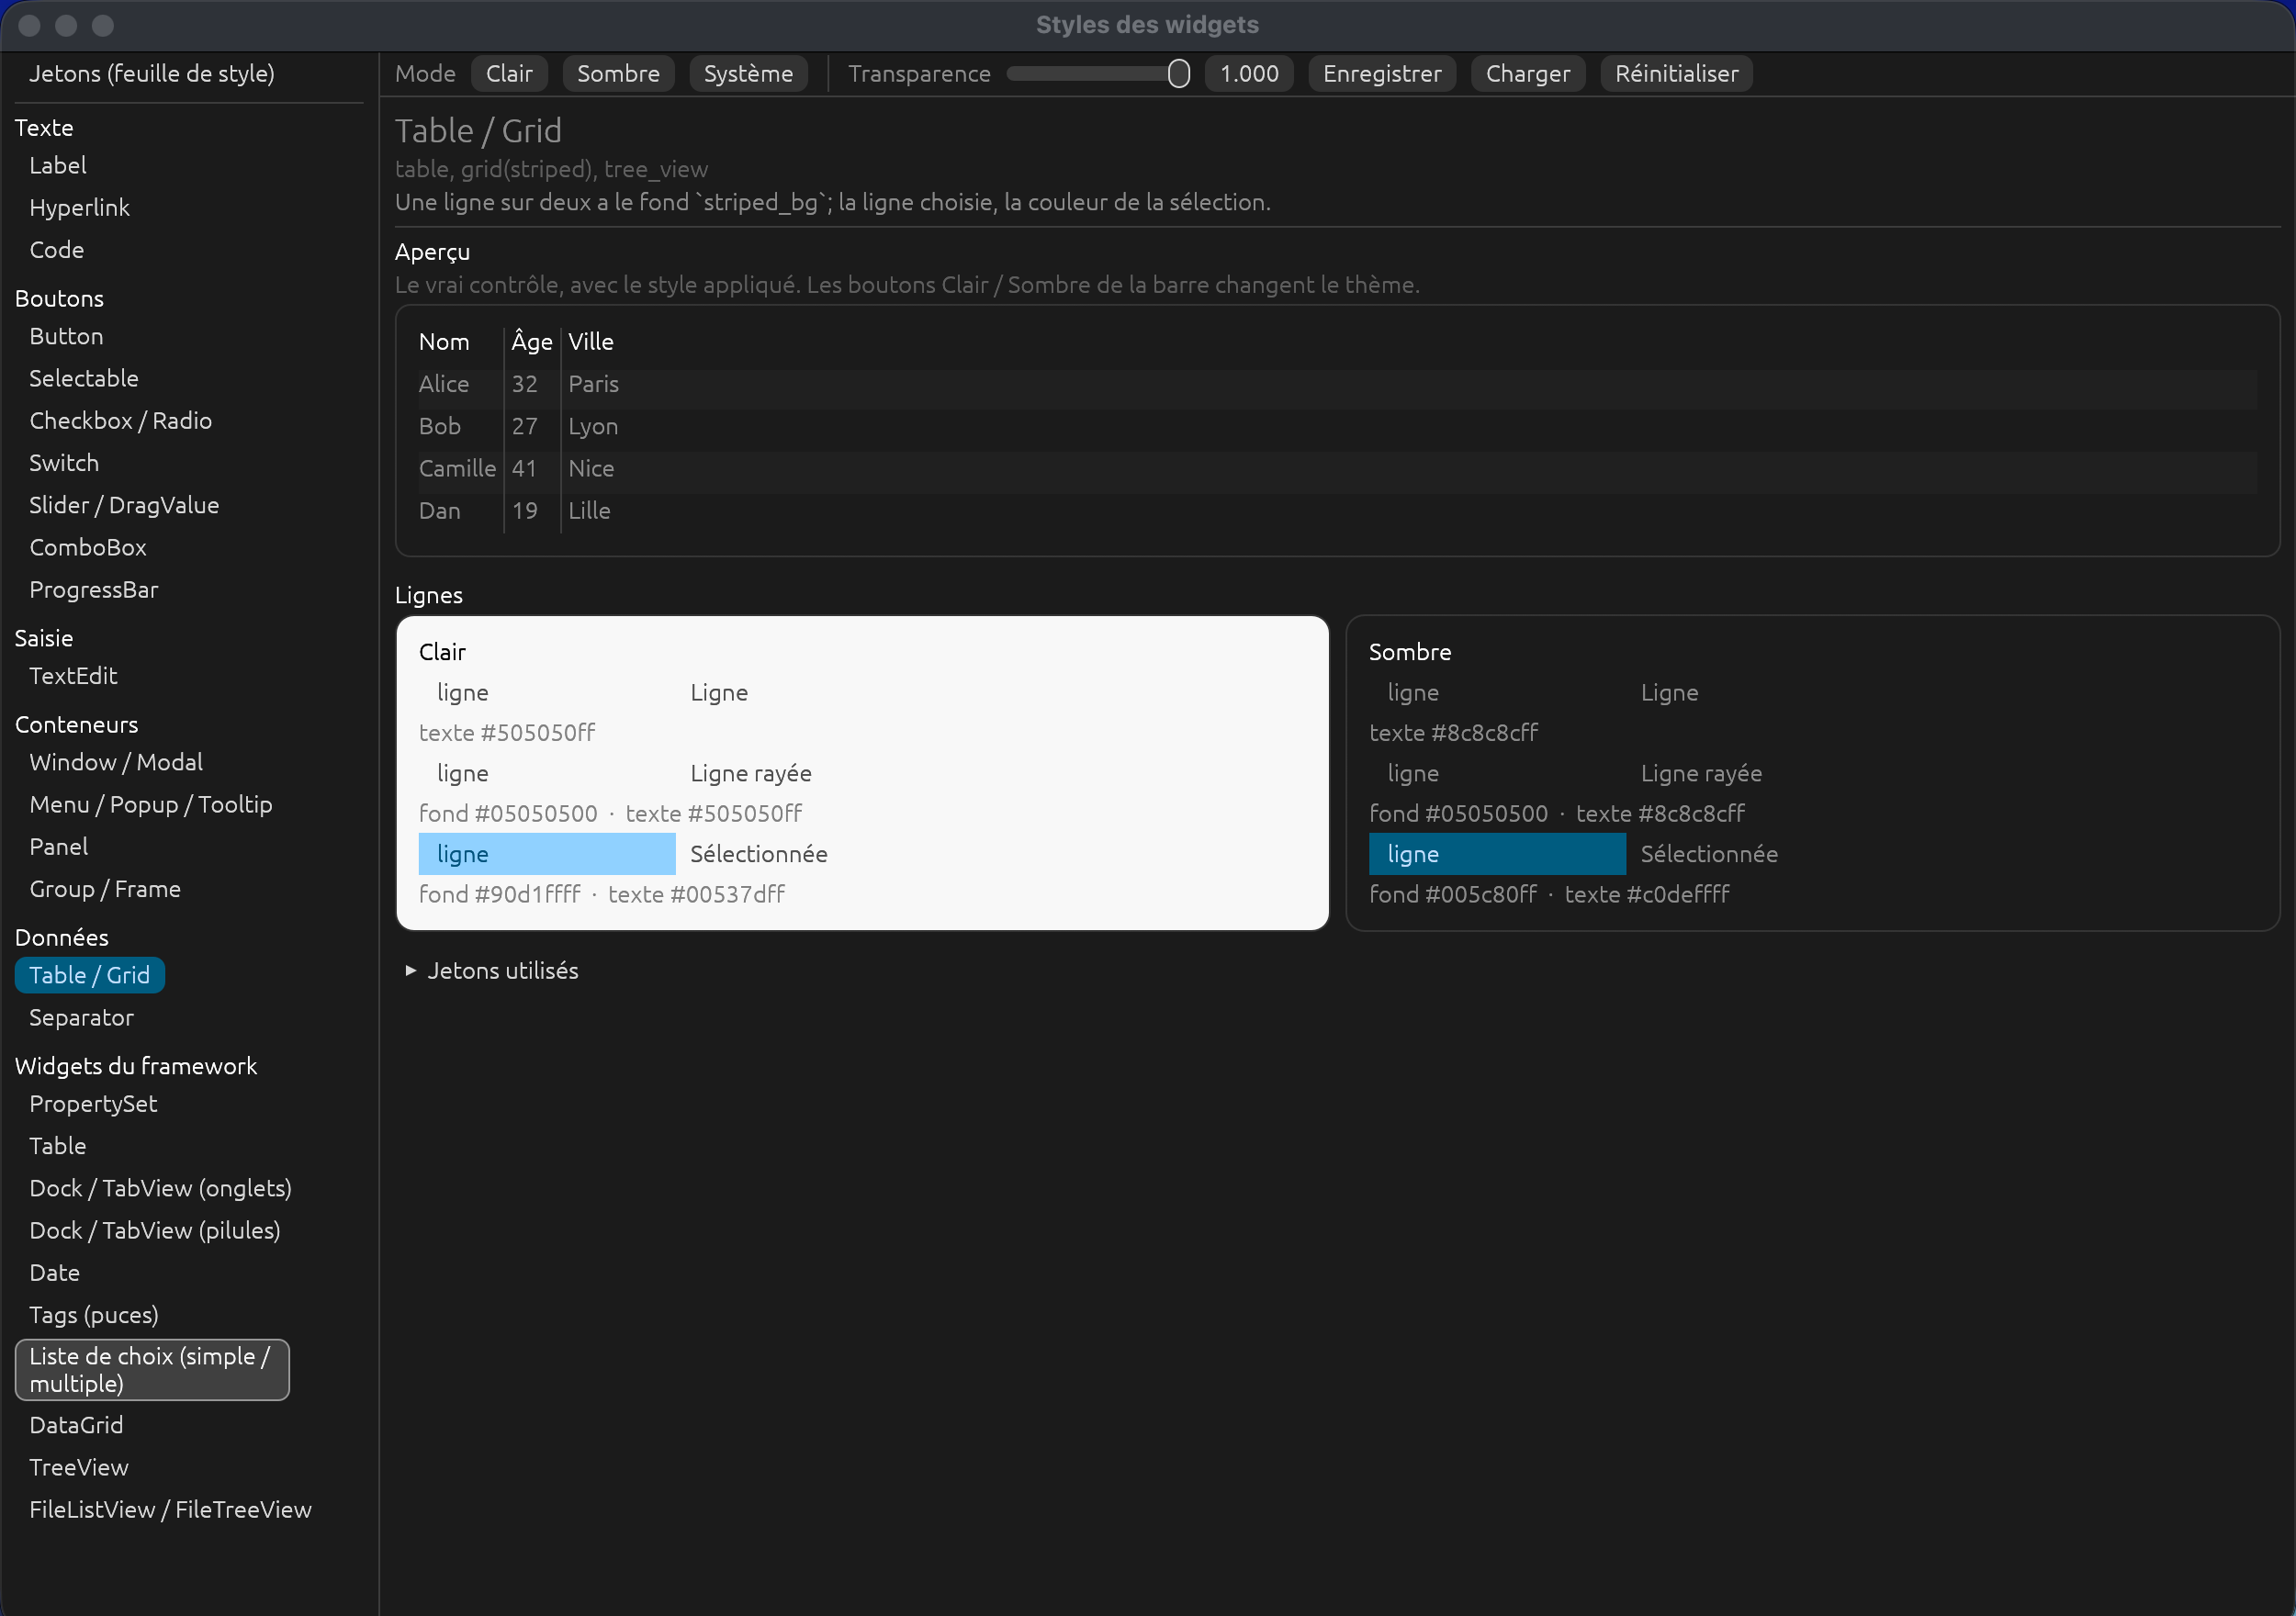 Styles des widgets
Jetons (feuille de style)
Mode Clair Sombre Système Transparence 1.000 Enregistrer Charger Réinitialiser
Texte
Label
Hyperlink
Code
Boutons
Button
Selectable
Checkbox / Radio
Switch
Slider / DragValue
ComboBox
ProgressBar
Saisie
TextEdit
Conteneurs
Window / Modal
Menu / Popup / Tooltip
Panel
Group / Frame
Données
Table / Grid
Separator
Widgets du framework
PropertySet
Table
Dock / TabView (onglets)
Dock / TabView (pilules)
Date
Tags (puces)
Liste de choix (simple /
multiple)
DataGrid
TreeView
FileListView / FileTreeView
Table / Grid
table, grid(striped), tree_view
Une ligne sur deux a le fond `striped_bg`; la ligne choisie, la couleur de la sélection.
Aperçu
Le vrai contrôle, avec le style appliqué. Les boutons Clair / Sombre de la barre changent le thème.
Nom Âge Ville
Alice 32 Paris
Bob 27 Lyon
Camille 41 Nice
Dan 19 Lille
Lignes
Clair
ligne Ligne
texte #505050ff
ligne Ligne rayée
fond #05050500 · texte #505050ff
ligne Sélectionnée
fond #90d1ffff · texte #00537dff
Sombre
ligne Ligne
texte #8c8c8cff
ligne Ligne rayée
fond #05050500 · texte #8c8c8cff
ligne Sélectionnée
fond #005c80ff · texte #c0deffff
Jetons utilisés